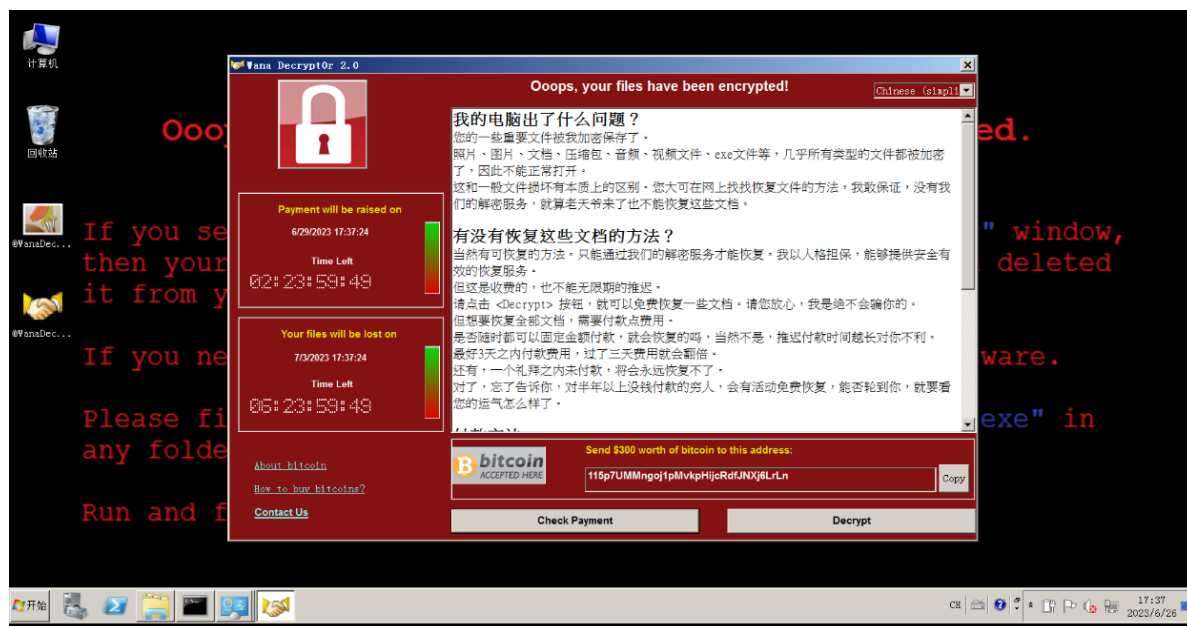 计算机
回收站
@WanaDec...
@WanaDec...
Wana Decrypt0r 2.0
Ooops, your files have been encrypted!
Chinese (simpli
Payment will be raised on
6/29/2023 17:37:24
Time Left
02:23:59:49
Your files will be lost on
7/3/2023 17:37:24
Time Left
06:23:59:49
About bitcoin
How to buy bitcoins?
Contact Us
我的电脑出了什么问题？
您的一些重要文件被我加密保存了。
照片、图片、文档、压缩包、音频、视频文件、exe文件等，几乎所有类型的文件都被加密
了，因此不能正常打开。
这和一般文件损坏有本质上的区别。您大可在网上找找恢复文件的方法，我敢保证，没有我
们的解密服务，就算老天爷来了也不能恢复这些文档。
有没有恢复这些文档的方法？
当然有可恢复的方法。只能通过我们的解密服务才能恢复。我以人格担保，能够提供安全有
效的恢复服务。
但这是收费的，也不能无限期的推迟。
请点击 <Decrypt> 按钮，就可以免费恢复一些文档。请您放心，我是绝不会骗你的。
但想要恢复全部文档，需要付款点费用。
是否随时都可以固定金额付款，就会恢复的吗，当然不是，推迟付款时间越长对你不利。
最好3天之内付款费用，过了三天费用就会翻倍。
还有，一个礼拜之内未付款，将会永远恢复不了。
对了，忘了告诉你，对半年以上没钱付款的穷人，会有活动免费恢复，能否轮到你，就要看
您的运气怎么样了。
bitcoin
ACCEPTED HERE
Send $300 worth of bitcoin to this address:
115p7UMMngoj1pMvkpHijcRdfJNXj6LrLn
Copy
Check Payment
Decrypt
Ooo
ed.
If you se
" window,
then your
deleted
it from y
If you ne
ware.
Please fi
exe" in
any folde
Run and f
开始
CH
17:37
2023/6/26